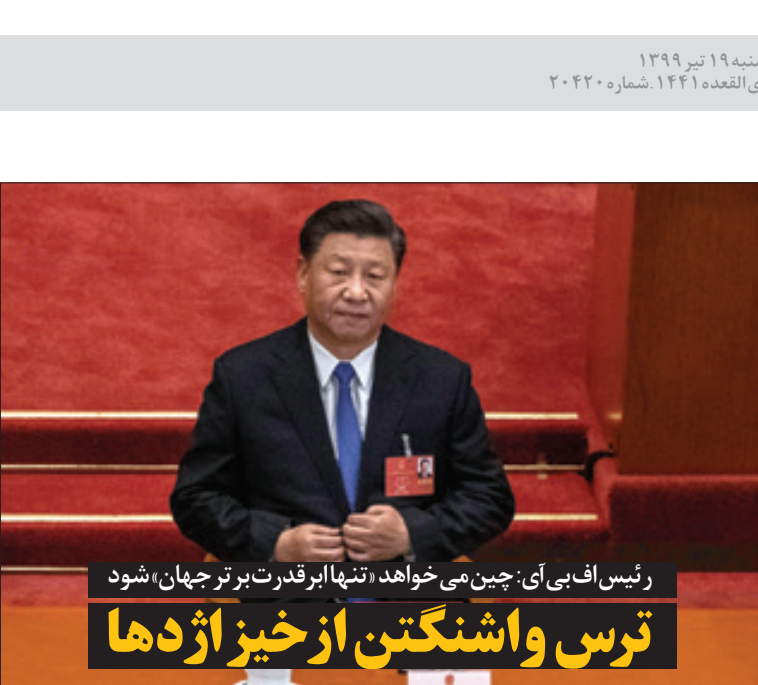 ۱۹ تیر ۱۳۹۹
القعده ۱۴۴۱. شماره ۲۰۴۲۰
رئیس اف‌بی‌آی: چین می‌خواهد «تنها ابرقدرت برتر جهان» شود
ترس واشنگتن از خیز اژدها